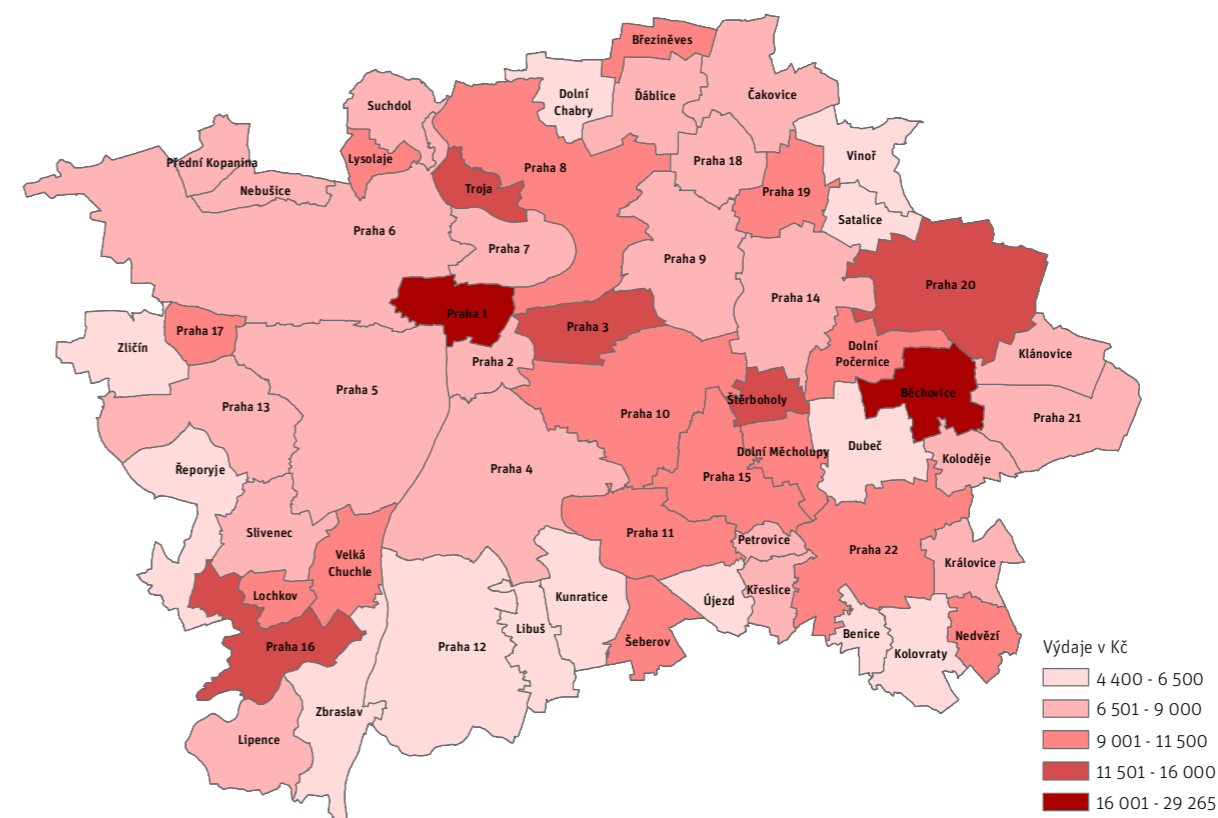 Březiněves
Dolní
Chabry
Ďáblice
Čakovice
Suchdol
Přední Kopanina
Lysolaje
Praha 8
Praha 18
Vinoř
Nebušice
Troja
Praha 19
Satalice
Praha 6
Praha 7
Praha 9
Praha 20
Praha 14
Praha 1
Praha 3
Praha 17
Zličín
Praha 2
Dolní
Počernice
Klánovice
Praha 5
Běchovice
Štěrboholy
Praha 13
Praha 10
Praha 21
Dubeč
Dolní Měcholupy
Koloděje
Řeporyje
Praha 4
Praha 15
Slivenec
Praha 11
Petrovice
Praha 22
Velká
Chuchle
Královice
Lochkov
Kunratice
Újezd
Křeslice
Libuš
Benice
Nedvězí
Praha 16
Praha 12
Šeberov
Kolovraty
Zbraslav
Lipence
Výdaje v Kč
4 400 - 6 500
6 501 - 9 000
9 001 - 11 500
11 501 - 16 000
16 001 - 29 265